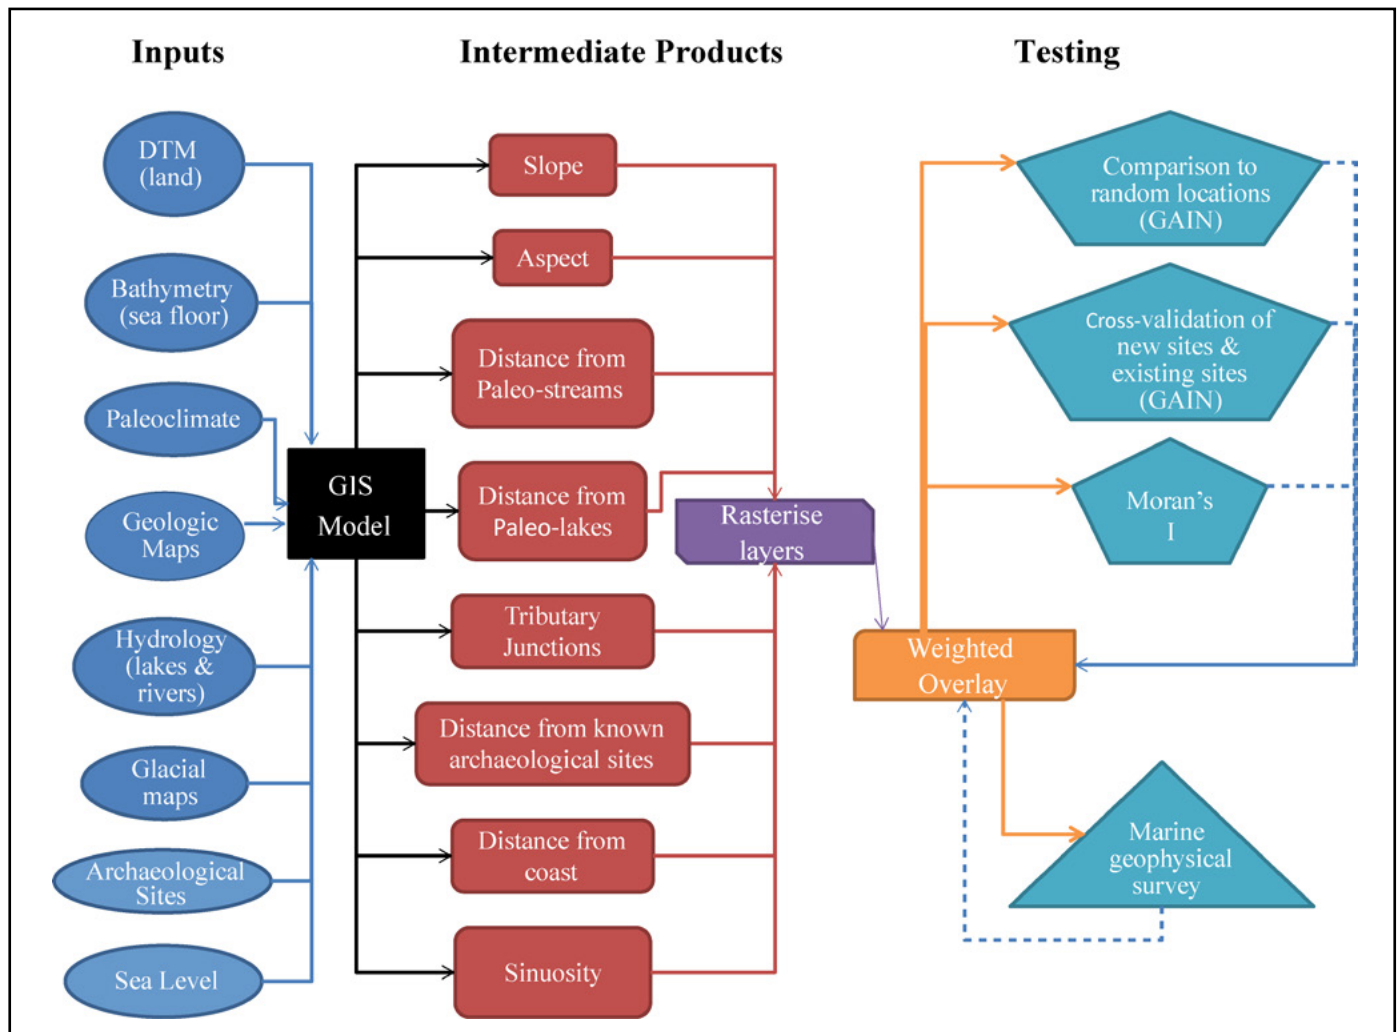 Inputs
Intermediate Products
Testing
DTM
(land)
Bathymetry
(sea floor)
Paleoclimate
Geologic
Maps
Hydrology
(lakes &
rivers)
Glacial
maps
Archaeological
Sites
Sea Level
GIS
Model
Slope
Aspect
Distance from
Paleo-streams
Distance from
Paleo-lakes
Tributary
Junctions
Distance from known
archaeological sites
Distance from
coast
Sinuosity
Rasterise
layers
Weighted
Overlay
Comparison to
random locations
(GAIN)
Cross-validation of
new sites &
existing sites
(GAIN)
Moran's
I
Marine
geophysical
survey